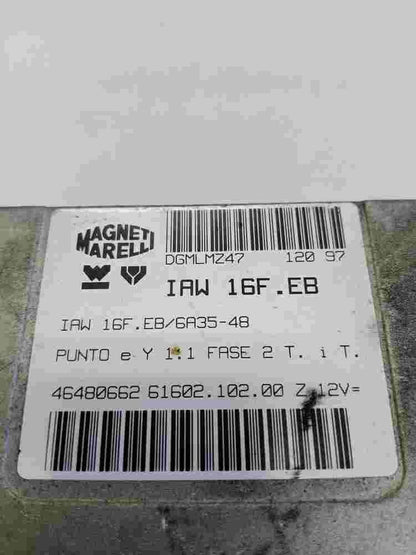 MAGNETI
MARELLI
DGMLMZ47 120 97
IAW 16F.EB
IAW 16F.EB/6A35-48
PUNTO e Y 1.1 FASE 2 T. i T.
46480662 61602.102.00 Z 12V=